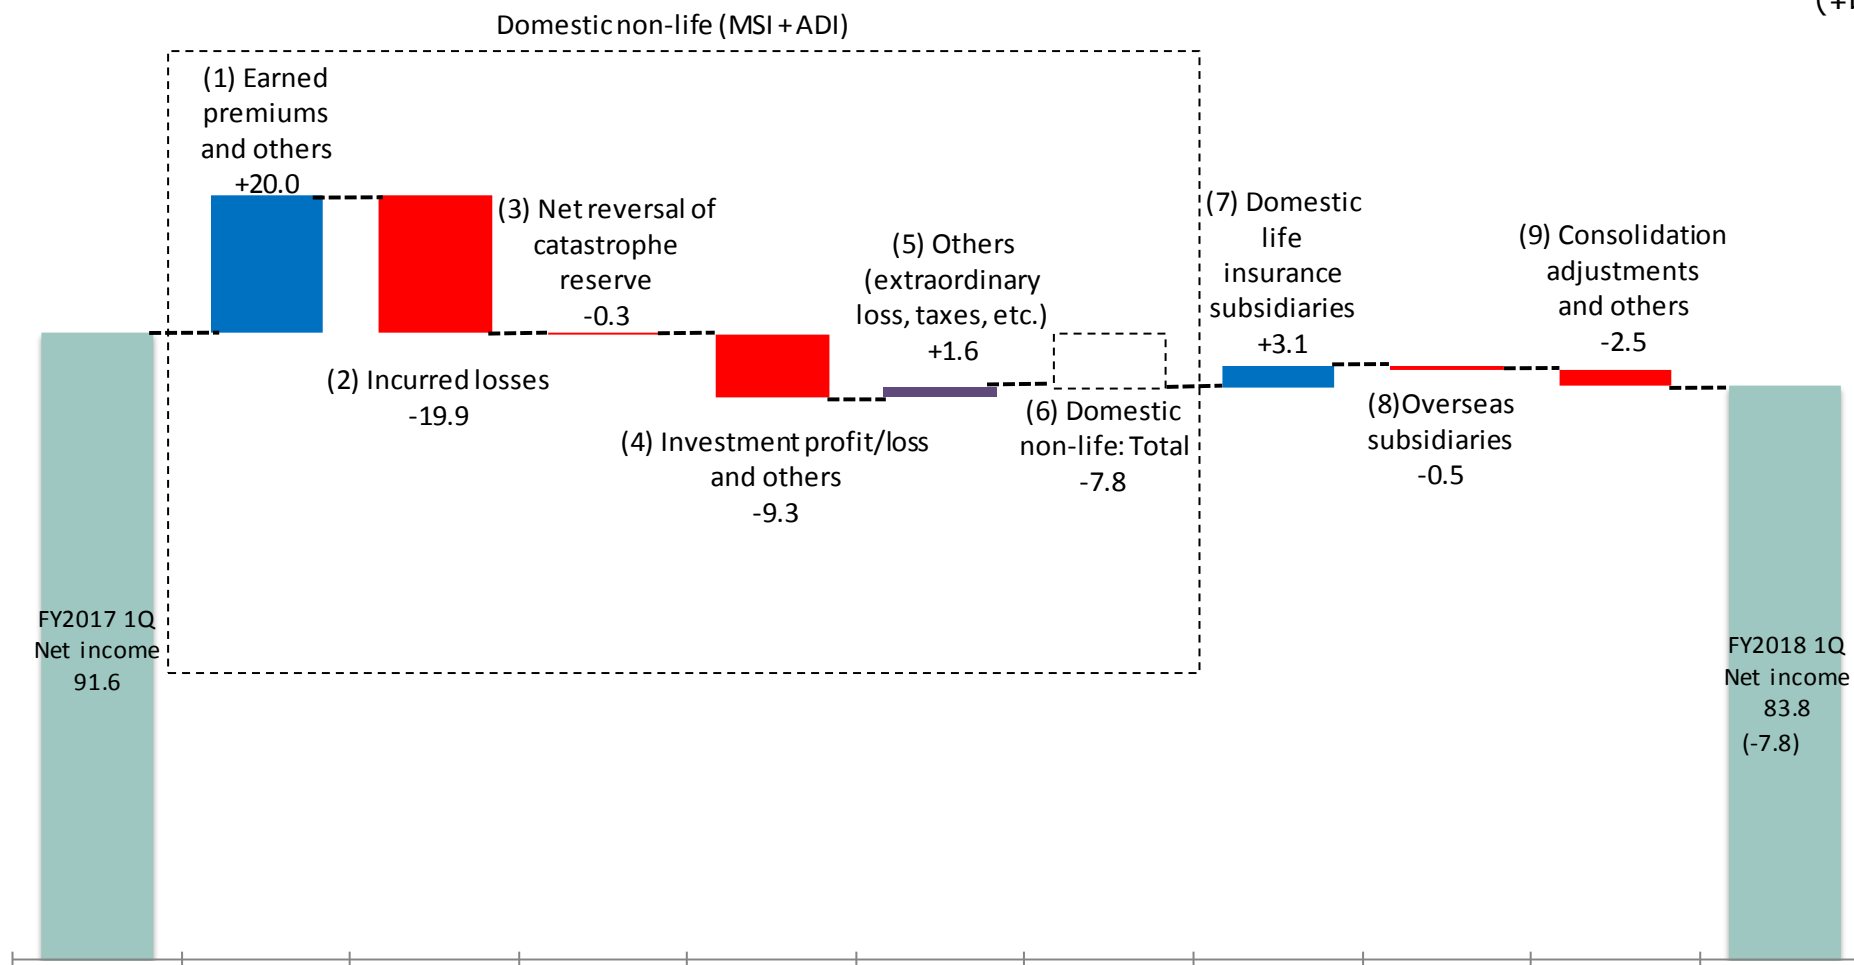 Domestic non-life (MSI + ADI)
(1) Earned
premiums
and others
+20.0
(2) Incurred losses
-19.9
(3) Net reversal of
catastrophe
reserve
-0.3
(4) Investment profit/loss
and others
-9.3
(5) Others
(extraordinary
loss, taxes, etc.)
+1.6
(6) Domestic
non-life: Total
-7.8
(7) Domestic
life
insurance
subsidiaries
+3.1
(8)Overseas
subsidiaries
-0.5
(9) Consolidation
adjustments
and others
-2.5
FY2017 1Q
Net income
91.6
FY2018 1Q
Net income
83.8
(-7.8)